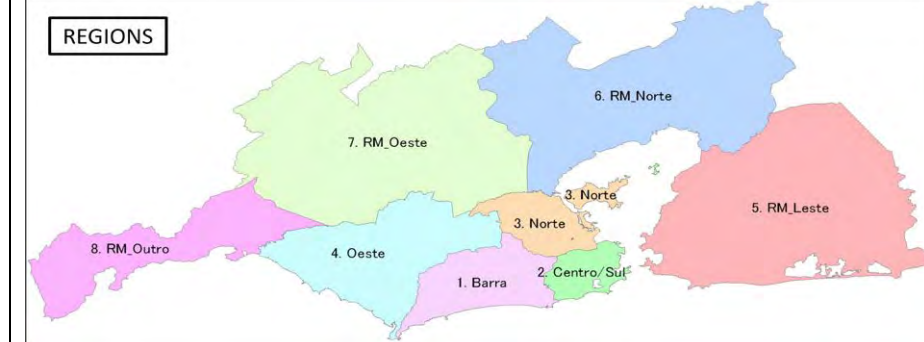 REGIONS
6. RM_Norte
7. RM_Oeste
3. Norte
5. RM_Leste
3. Norte
8. RM_Outro
4. Oeste
2. Centro/Sul
1. Barra